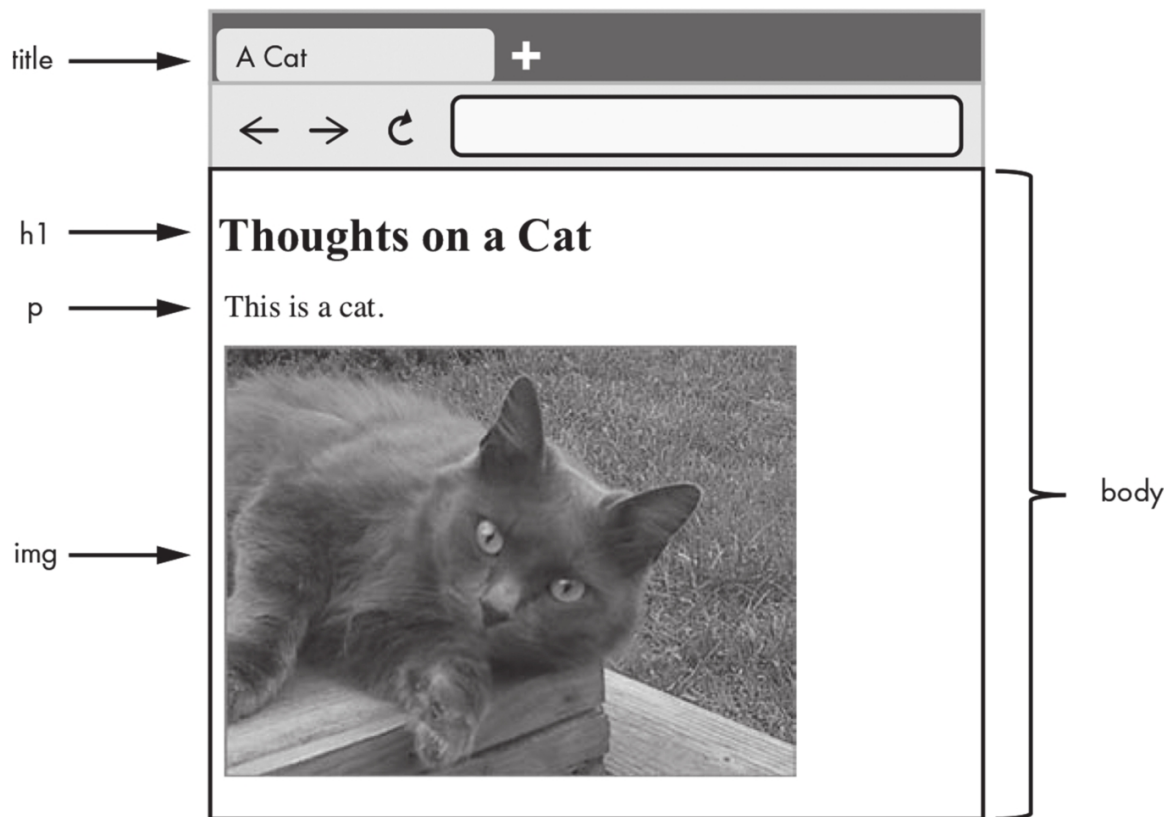 title
A Cat
h1
Thoughts on a Cat
p
This is a cat.
img
body